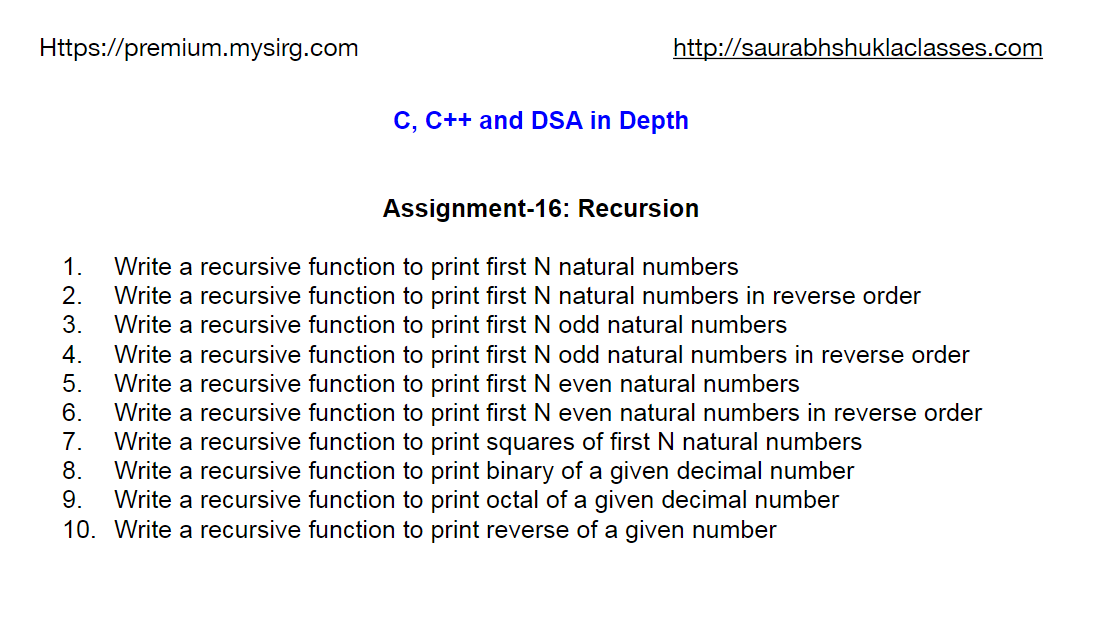 Https://premium.mysirg.com http://saurabhshuklaclasses.com
C, C++ and DSA in Depth
Assignment-16: Recursion
1. Write a recursive function to print first N natural numbers
2. Write a recursive function to print first N natural numbers in reverse order
3. Write a recursive function to print first N odd natural numbers
4. Write a recursive function to print first N odd natural numbers in reverse order
5. Write a recursive function to print first N even natural numbers
6. Write a recursive function to print first N even natural numbers in reverse order
7. Write a recursive function to print squares of first N natural numbers
8. Write a recursive function to print binary of a given decimal number
9. Write a recursive function to print octal of a given decimal number
10. Write a recursive function to print reverse of a given number